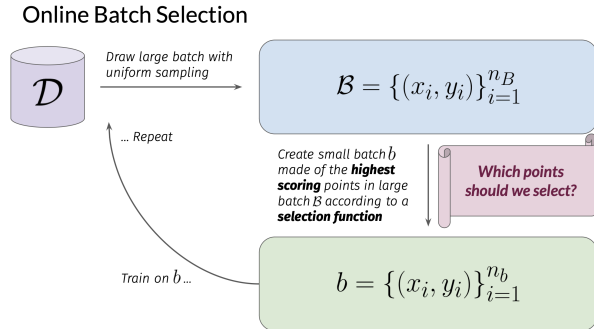 Online Batch Selection
Draw large batch with
uniform sampling
𝒟
ℬ = {(x_i, y_i)}_{i=1}^{n_B}
... Repeat
Create small batch b
made of the highest
scoring points in large
batch ℬ according to a
selection function
Which points
should we select?
Train on b ...
b = {(x_i, y_i)}_{i=1}^{n_b}